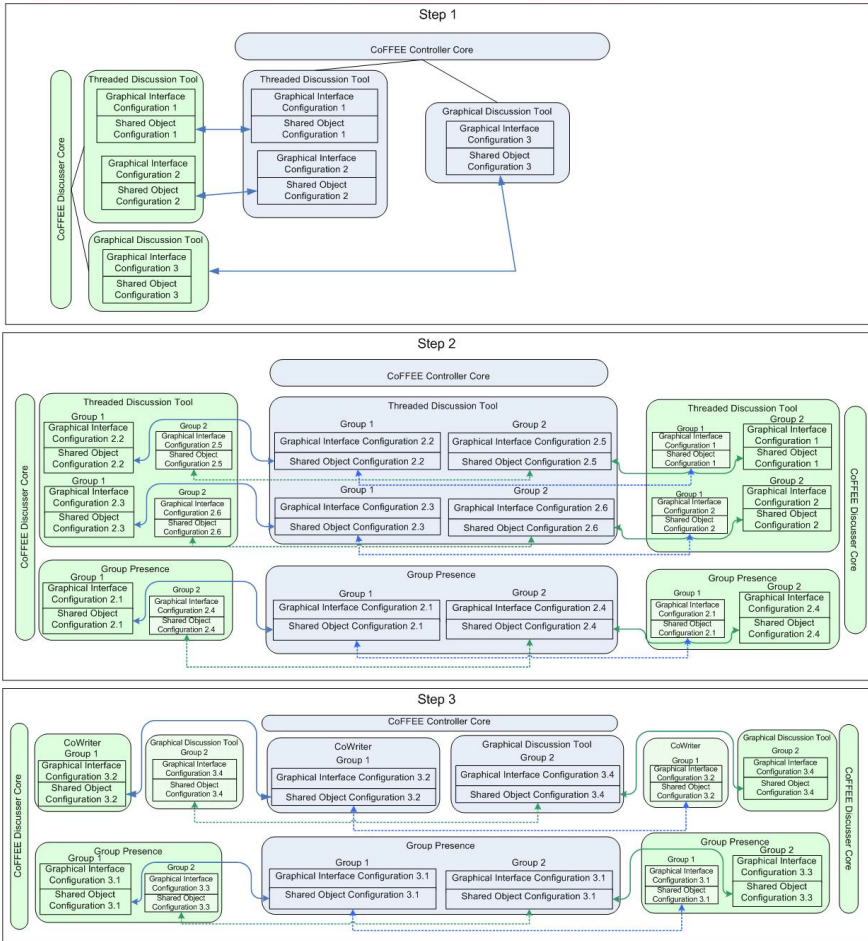 Step 1
CoFFEE Controller Core
CoFFEE Discusser Core
Threaded Discussion Tool
Graphical Interface
Configuration 1
Shared Object
Configuration 1
Graphical Interface
Configuration 2
Shared Object
Configuration 2
Graphical Discussion Tool
Graphical Interface
Configuration 3
Shared Object
Configuration 3
Threaded Discussion Tool
Graphical Interface
Configuration 1
Shared Object
Configuration 1
Graphical Interface
Configuration 2
Shared Object
Configuration 2
Graphical Discussion Tool
Graphical Interface
Configuration 3
Shared Object
Configuration 3
Step 2
CoFFEE Controller Core
CoFFEE Discusser Core
Threaded Discussion Tool
Group 1
Graphical Interface
Configuration 2.2
Shared Object
Configuration 2.2
Group 2
Graphical Interface
Configuration 2.5
Shared Object
Configuration 2.5
Group 1
Graphical Interface
Configuration 2.3
Shared Object
Configuration 2.3
Group 2
Graphical Interface
Configuration 2.6
Shared Object
Configuration 2.6
Group Presence
Group 1
Graphical Interface
Configuration 2.1
Shared Object
Configuration 2.1
Group 2
Graphical Interface
Configuration 2.4
Shared Object
Configuration 2.4
Threaded Discussion Tool
Group 1
Graphical Interface Configuration 2.2
Shared Object Configuration 2.2
Group 2
Graphical Interface Configuration 2.5
Shared Object Configuration 2.5
Group 1
Graphical Interface Configuration 2.3
Shared Object Configuration 2.3
Group 2
Graphical Interface Configuration 2.6
Shared Object Configuration 2.6
Group Presence
Group 1
Graphical Interface Configuration 2.1
Shared Object Configuration 2.1
Group 2
Graphical Interface Configuration 2.4
Shared Object Configuration 2.4
Threaded Discussion Tool
Group 1
Graphical Interface
Configuration 1
Shared Object
Configuration 1
Group 2
Graphical Interface
Configuration 1
Shared Object
Configuration 1
Group 1
Graphical Interface
Configuration 2
Shared Object
Configuration 2
Group 2
Graphical Interface
Configuration 2
Shared Object
Configuration 2
Group Presence
Group 1
Graphical Interface
Configuration 2.1
Shared Object
Configuration 2.1
Group 2
Graphical Interface
Configuration 2.4
Shared Object
Configuration 2.4
CoFFEE Discusser Core
Step 3
CoFFEE Controller Core
CoFFEE Discusser Core
CoWriter
Group 1
Graphical Interface
Configuration 3.2
Shared Object
Configuration 3.2
Graphical Discussion Tool
Group 2
Graphical Interface
Configuration 3.4
Shared Object
Configuration 3.4
CoWriter
Group 1
Graphical Interface Configuration 3.2
Shared Object Configuration 3.2
Graphical Discussion Tool
Group 2
Graphical Interface Configuration 3.4
Shared Object Configuration 3.4
CoWriter
Group 1
Graphical Interface
Configuration 3.2
Shared Object
Configuration 3.2
Graphical Discussion Tool
Group 2
Graphical Interface
Configuration 3.4
Shared Object
Configuration 3.4
Group Presence
Group 1
Graphical Interface
Configuration 3.1
Shared Object
Configuration 3.1
Group 2
Graphical Interface
Configuration 3.3
Shared Object
Configuration 3.3
Group Presence
Group 1
Graphical Interface Configuration 3.1
Shared Object Configuration 3.1
Group 2
Graphical Interface Configuration 3.1
Shared Object Configuration 3.1
Group Presence
Group 1
Graphical Interface
Configuration 3.1
Shared Object
Configuration 3.1
Group 2
Graphical Interface
Configuration 3.3
Shared Object
Configuration 3.3
CoFFEE Discusser Core